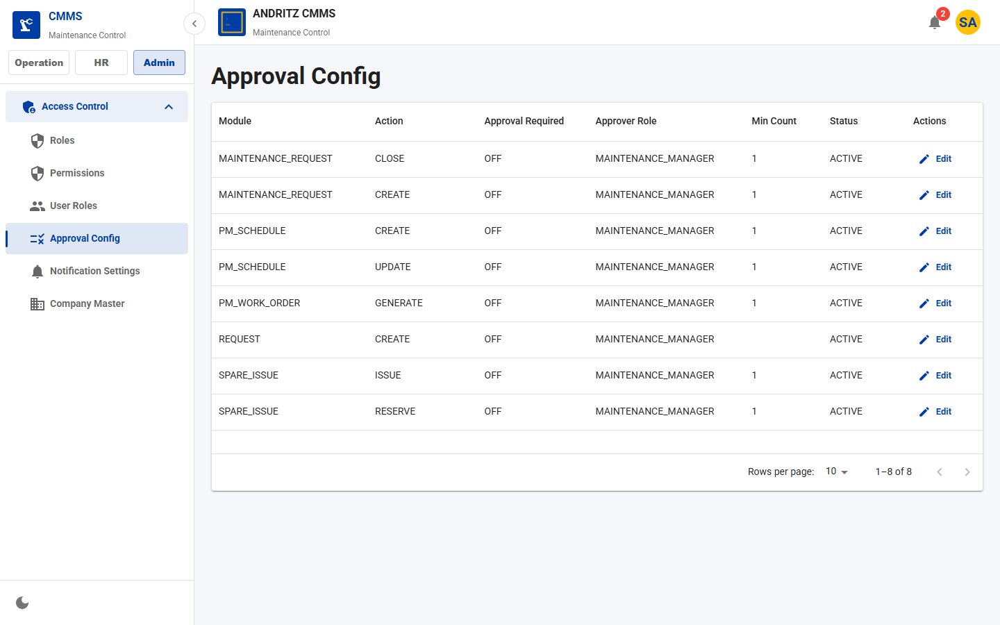 CMMS
Maintenance Control
Operation HR Admin
Access Control
Roles
Permissions
User Roles
Approval Config
Notification Settings
Company Master
ANDRITZ CMMS
Maintenance Control
2
SA
Approval Config
Module Action Approval Required Approver Role Min Count Status Actions
MAINTENANCE_REQUEST CLOSE OFF MAINTENANCE_MANAGER 1 ACTIVE Edit
MAINTENANCE_REQUEST CREATE OFF MAINTENANCE_MANAGER 1 ACTIVE Edit
PM_SCHEDULE CREATE OFF MAINTENANCE_MANAGER 1 ACTIVE Edit
PM_SCHEDULE UPDATE OFF MAINTENANCE_MANAGER 1 ACTIVE Edit
PM_WORK_ORDER GENERATE OFF MAINTENANCE_MANAGER 1 ACTIVE Edit
REQUEST CREATE OFF MAINTENANCE_MANAGER ACTIVE Edit
SPARE_ISSUE ISSUE OFF MAINTENANCE_MANAGER 1 ACTIVE Edit
SPARE_ISSUE RESERVE OFF MAINTENANCE_MANAGER 1 ACTIVE Edit
Rows per page: 10 1–8 of 8